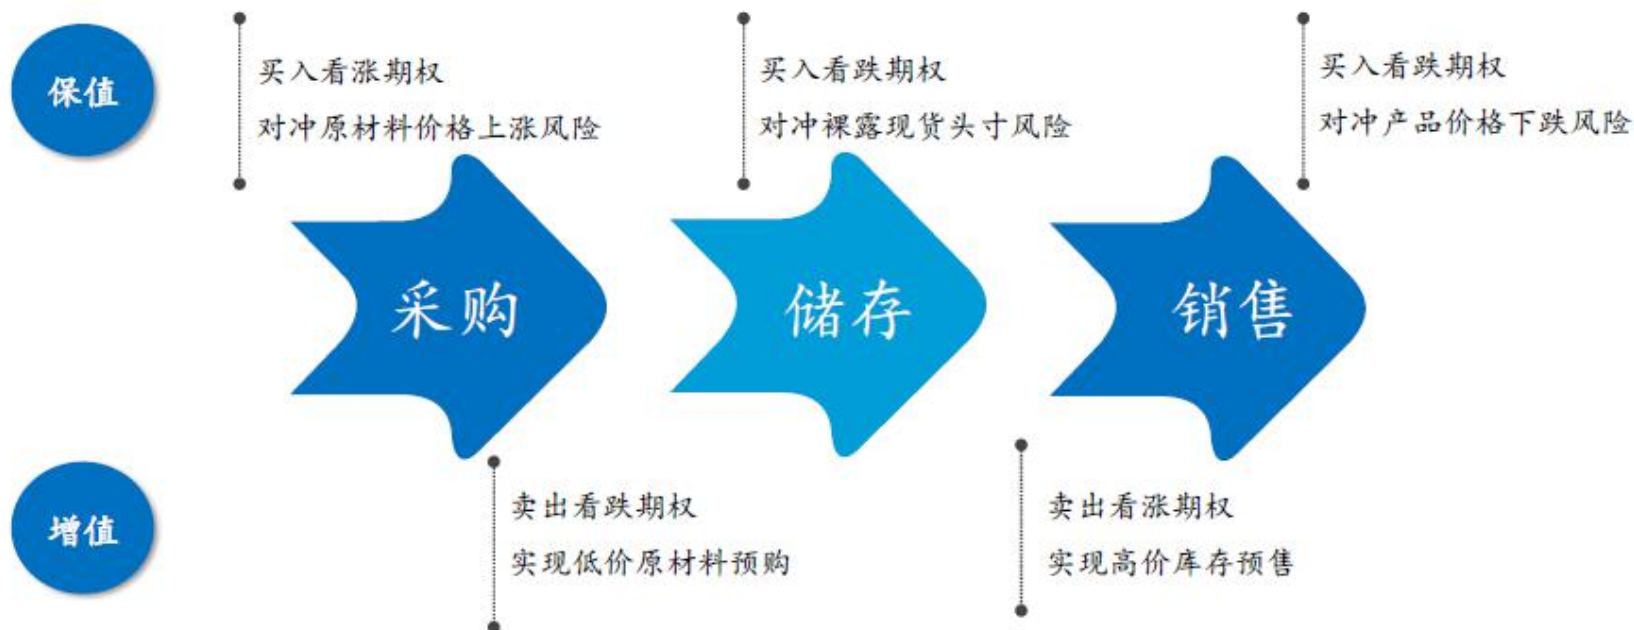 保值
买入看涨期权
对冲原材料价格上涨风险
买入看跌期权
对冲裸露现货头寸风险
买入看跌期权
对冲产品价格下跌风险
采购
储存
销售
增值
卖出看跌期权
实现低价原材料预购
卖出看涨期权
实现高价库存预售